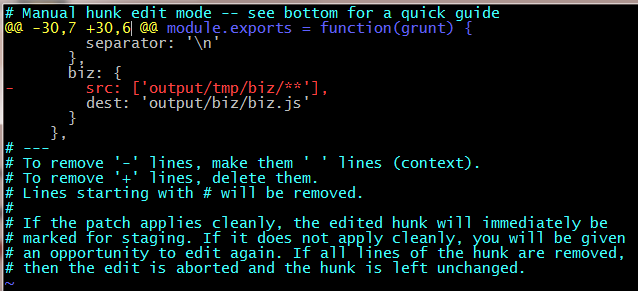 # Manual hunk edit mode -- see bottom for a quick guide
@@ -30,7 +30,6 @@ module.exports = function(grunt) {
         separator: '\n'
       },
       biz: {
-        src: ['output/tmp/biz/**'],
         dest: 'output/biz/biz.js'
       }
     },
# ---
# To remove '-' lines, make them ' ' lines (context).
# To remove '+' lines, delete them.
# Lines starting with # will be removed.
#
# If the patch applies cleanly, the edited hunk will immediately be
# marked for staging. If it does not apply cleanly, you will be given
# an opportunity to edit again. If all lines of the hunk are removed,
# then the edit is aborted and the hunk is left unchanged.
~